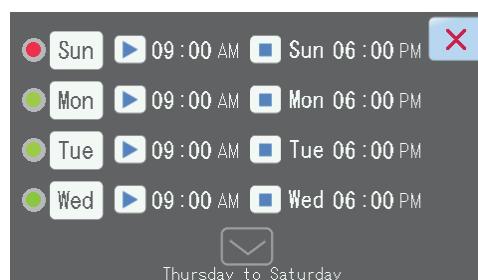 Sun 09:00 AM Sun 06:00 PM
Mon 09:00 AM Mon 06:00 PM
Tue 09:00 AM Tue 06:00 PM
Wed 09:00 AM Wed 06:00 PM
Thursday to Saturday